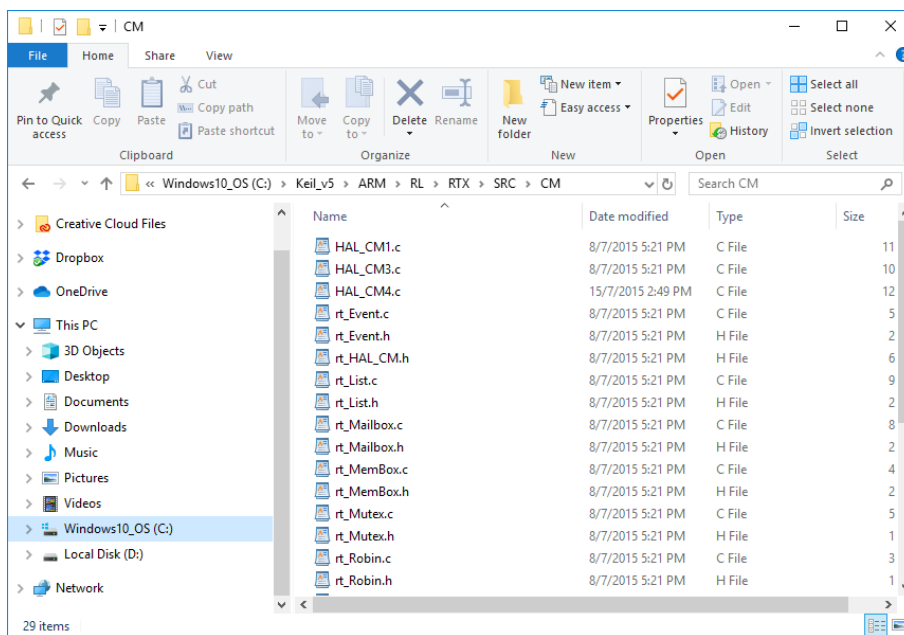 CM
File Home Share View
Pin to Quick access
Copy
Paste
Cut
Copy path
Paste shortcut
Clipboard
Move to
Copy to
Delete
Rename
Organize
New folder
New item
Easy access
New
Properties
Open
Edit
History
Open
Select all
Select none
Invert selection
Select
« Windows10_OS (C:) > Keil_v5 > ARM > RL > RTX > SRC > CM
Search CM
Creative Cloud Files
Dropbox
OneDrive
This PC
3D Objects
Desktop
Documents
Downloads
Music
Pictures
Videos
Windows10_OS (C:)
Local Disk (D:)
Network
Name Date modified Type Size
HAL_CM1.c 8/7/2015 5:21 PM C File 11
HAL_CM3.c 8/7/2015 5:21 PM C File 10
HAL_CM4.c 15/7/2015 2:49 PM C File 12
rt_Event.c 8/7/2015 5:21 PM C File 5
rt_Event.h 8/7/2015 5:21 PM H File 2
rt_HAL_CM.h 8/7/2015 5:21 PM H File 6
rt_List.c 8/7/2015 5:21 PM C File 9
rt_List.h 8/7/2015 5:21 PM H File 2
rt_Mailbox.c 8/7/2015 5:21 PM C File 8
rt_Mailbox.h 8/7/2015 5:21 PM H File 2
rt_MemBox.c 8/7/2015 5:21 PM C File 4
rt_MemBox.h 8/7/2015 5:21 PM H File 2
rt_Mutex.c 8/7/2015 5:21 PM C File 5
rt_Mutex.h 8/7/2015 5:21 PM H File 1
rt_Robin.c 8/7/2015 5:21 PM C File 3
rt_Robin.h 8/7/2015 5:21 PM H File 1
29 items